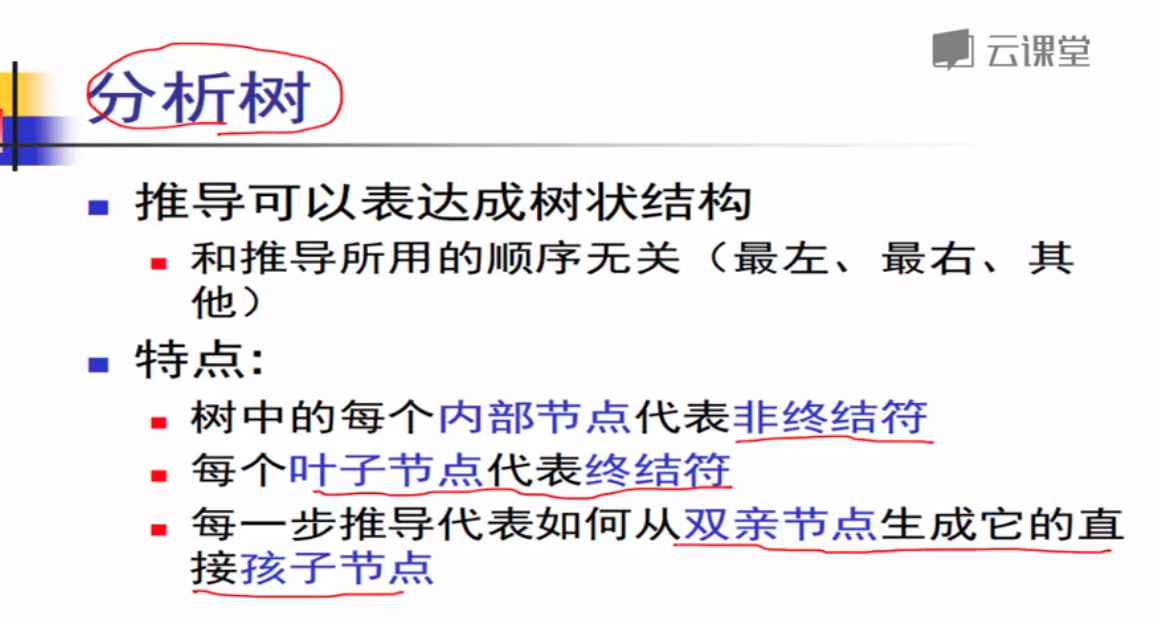 云课堂
分析树
推导可以表达成树状结构
和推导所用的顺序无关（最左、最右、其
他）
特点:
树中的每个内部节点代表非终结符
每个叶子节点代表终结符
每一步推导代表如何从双亲节点生成它的直
接孩子节点